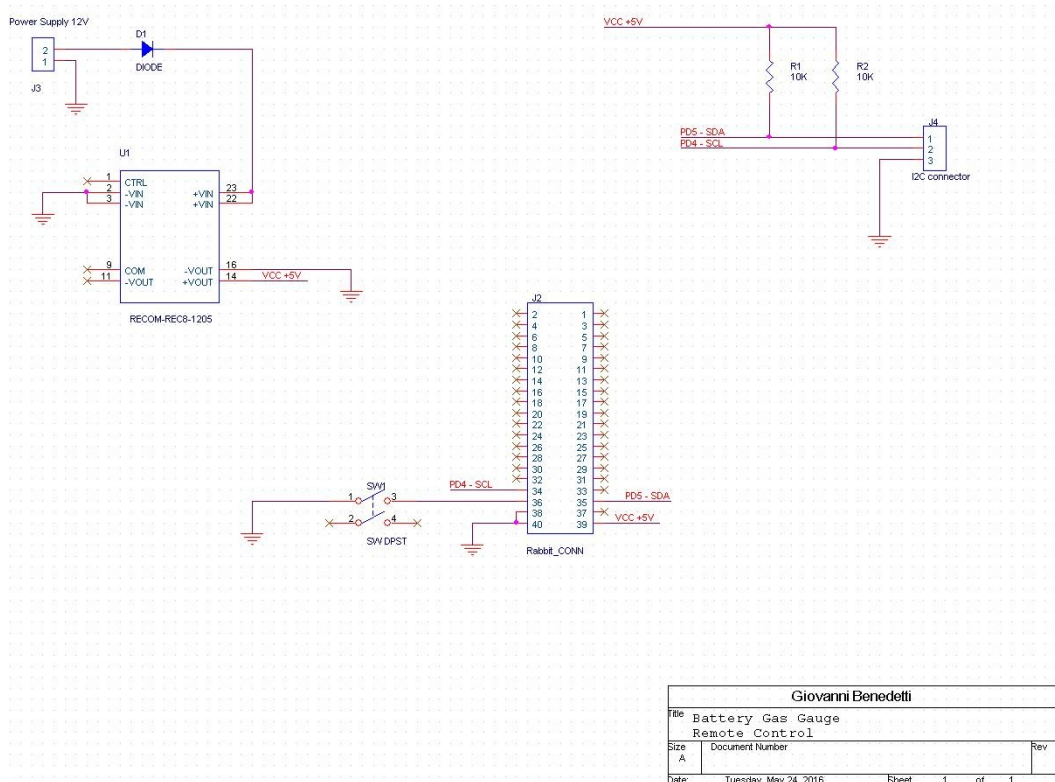 Power Supply 12V
D1
DIODE
2
1
J3
U1
1 CTRL
2 -VIN
3 -VIN
+VIN 23
+VIN 22
9 COM
11 -VOUT
-VOUT 16
+VOUT 14
VCC +5V
RECOM-REC8-1205
VCC +5V
R1
10K
R2
10K
PD5 - SDA
PD4 - SCL
J4
1
2
3
I2C connector
J2
2 1
4 3
6 5
8 7
10 9
12 11
14 13
16 15
18 17
20 19
22 21
24 23
26 25
28 27
30 29
32 31
34 33
36 35
38 37
40 39
PD4 - SCL
PD5 - SDA
VCC +5V
Rabbit_CONN
SW1
1 3
2 4
SW DPST
Giovanni Benedetti
Title
Battery Gas Gauge
Remote Control
Size Document Number Rev
A
Date: Tuesday, May 24, 2016 Sheet 1 of 1